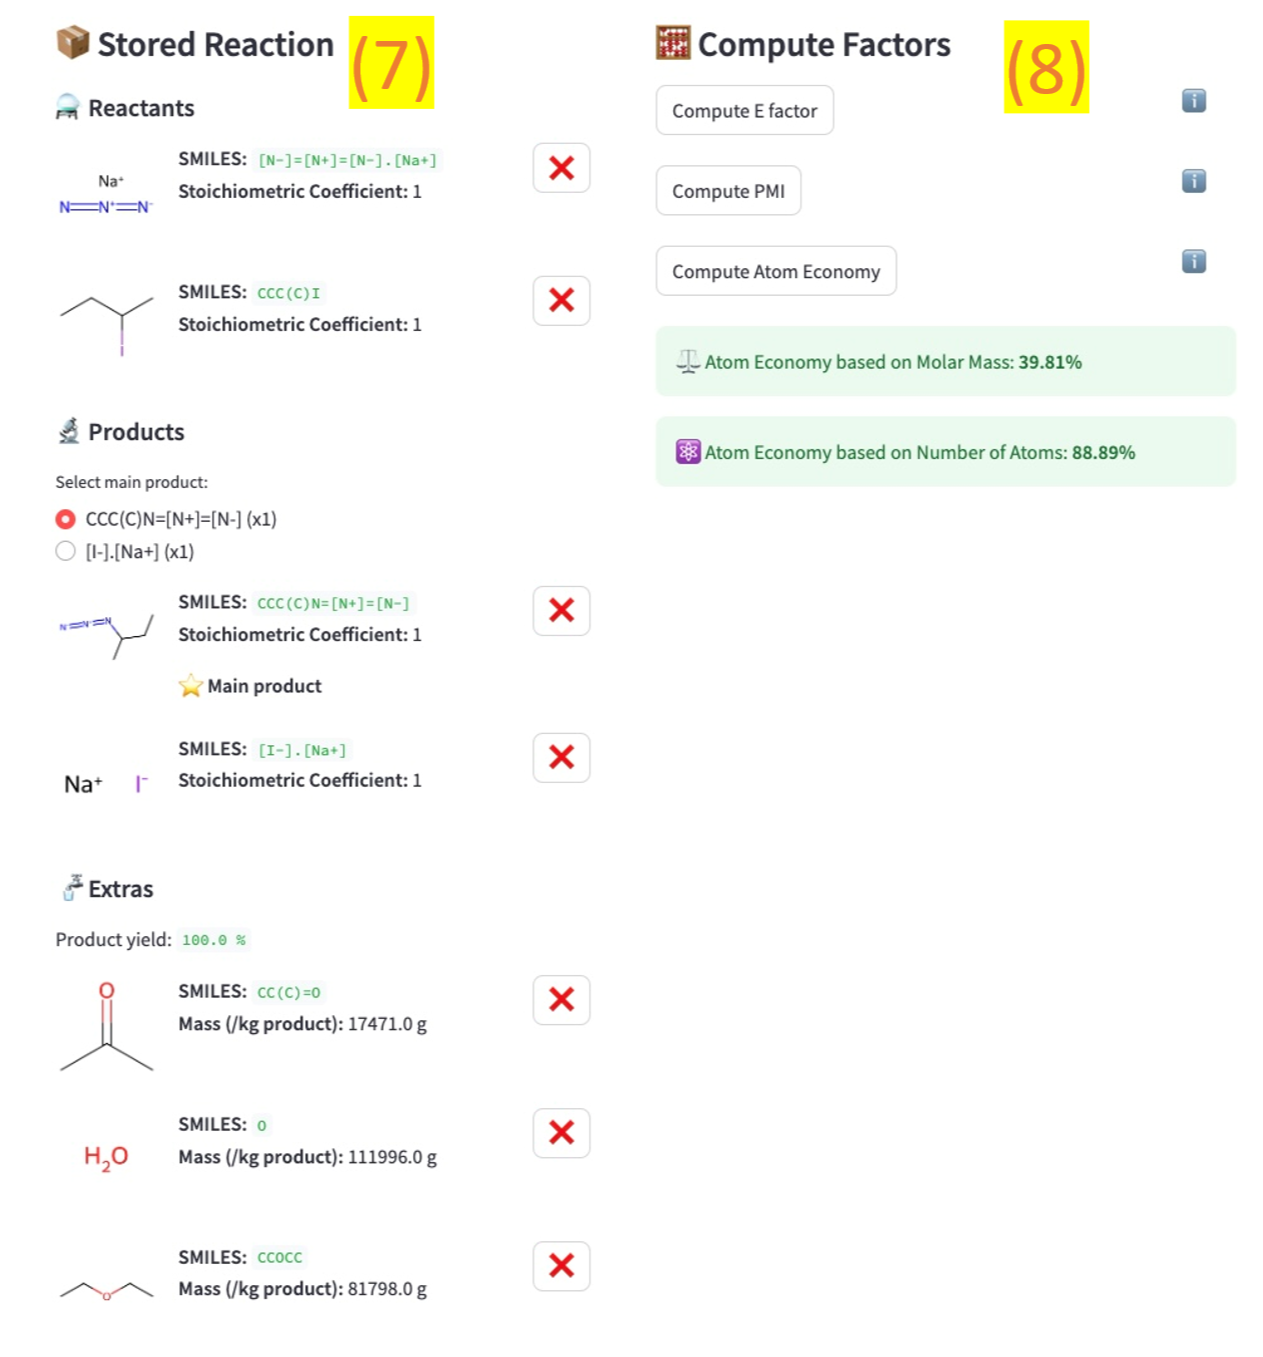 Stored Reaction
(7)
Reactants
Na⁺
N=N⁺=N⁻
SMILES: [N-]=[N+]=[N-].[Na+]
Stoichiometric Coefficient: 1
I
SMILES: CCC(C)I
Stoichiometric Coefficient: 1
Products
Select main product:
CCC(C)N=[N+]=[N-] (x1)
[I-].[Na+] (x1)
N=N=N
SMILES: CCC(C)N=[N+]=[N-]
Stoichiometric Coefficient: 1
Main product
Na⁺ I⁻
SMILES: [I-].[Na+]
Stoichiometric Coefficient: 1
Extras
Product yield: 100.0 %
O
SMILES: CC(C)=O
Mass (/kg product): 17471.0 g
H₂O
SMILES: O
Mass (/kg product): 111996.0 g
O
SMILES: CCOCC
Mass (/kg product): 81798.0 g
Compute Factors
(8)
Compute E factor
i
Compute PMI
i
Compute Atom Economy
i
Atom Economy based on Molar Mass: 39.81%
Atom Economy based on Number of Atoms: 88.89%